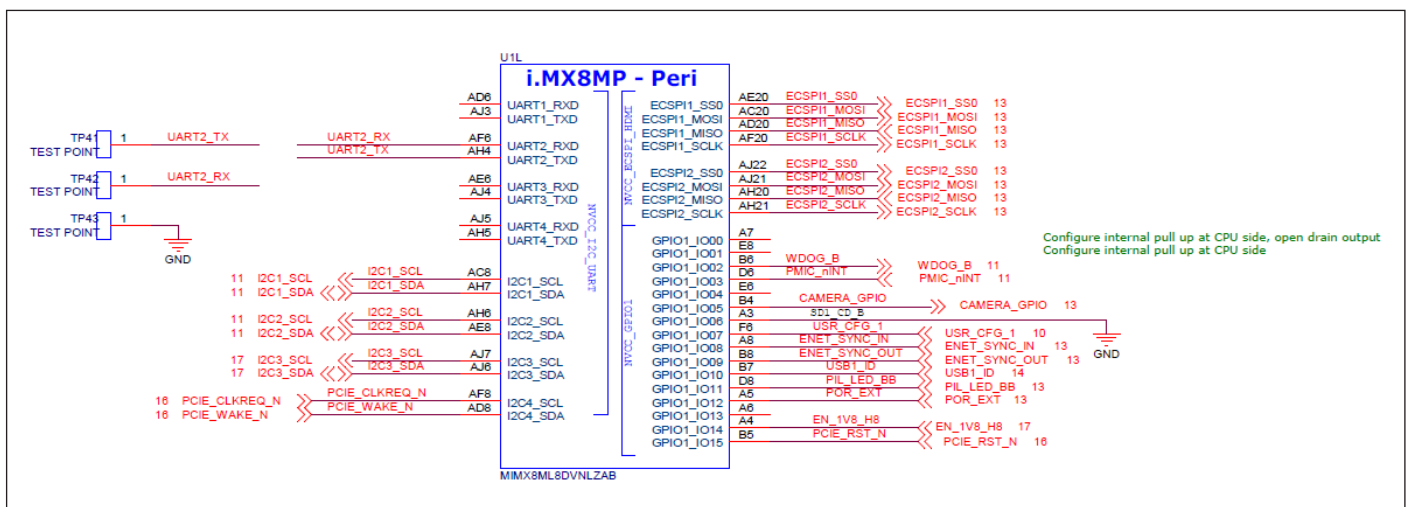 U1L
i.MX8MP - Peri
AD6 UART1_RXD
AJ3 UART1_TXD
TP41 1 UART2_TX UART2_RX AF6 UART2_RXD
TEST POINT UART2_TX AH4 UART2_TXD
TP42 1 UART2_RX AE6 UART3_RXD
TEST POINT AJ4 UART3_TXD
TP43 1 AJ5 UART4_RXD
TEST POINT AH5 UART4_TXD
GND
11 I2C1_SCL I2C1_SCL AC8 I2C1_SCL
11 I2C1_SDA I2C1_SDA AH7 I2C1_SDA
11 I2C2_SCL I2C2_SCL AH6 I2C2_SCL
11 I2C2_SDA I2C2_SDA AE8 I2C2_SDA
17 I2C3_SCL I2C3_SCL AJ7 I2C3_SCL
17 I2C3_SDA I2C3_SDA AJ6 I2C3_SDA
16 PCIE_CLKREQ_N PCIE_CLKREQ_N AF8 I2C4_SCL
16 PCIE_WAKE_N PCIE_WAKE_N AD8 I2C4_SDA
NVCC_I2C_UART
NVCC_ECSPI_HDMI
NVCC_GPIO1
ECSPI1_SS0 AE20 ECSPI1_SS0 ECSPI1_SS0 13
ECSPI1_MOSI AC20 ECSPI1_MOSI ECSPI1_MOSI 13
ECSPI1_MISO AD20 ECSPI1_MISO ECSPI1_MISO 13
ECSPI1_SCLK AF20 ECSPI1_SCLK ECSPI1_SCLK 13
ECSPI2_SS0 AJ22 ECSPI2_SS0 ECSPI2_SS0 13
ECSPI2_MOSI AJ21 ECSPI2_MOSI ECSPI2_MOSI 13
ECSPI2_MISO AH20 ECSPI2_MISO ECSPI2_MISO 13
ECSPI2_SCLK AH21 ECSPI2_SCLK ECSPI2_SCLK 13
GPIO1_IO00 A7
GPIO1_IO01 E8
GPIO1_IO02 B6 WDOG_B WDOG_B 11
GPIO1_IO03 D6 PMIC_nINT PMIC_nINT 11
GPIO1_IO04 E6
GPIO1_IO05 B4 CAMERA_GPIO CAMERA_GPIO 13
GPIO1_IO06 A3 SD1_CD_B
GPIO1_IO07 F6 USR_CFG_1 USR_CFG_1 10
GPIO1_IO08 A8 ENET_SYNC_IN ENET_SYNC_IN 13
GPIO1_IO09 B8 ENET_SYNC_OUT ENET_SYNC_OUT 13
GPIO1_IO10 B7 USB1_ID USB1_ID 14
GPIO1_IO11 D8 PIL_LED_BB PIL_LED_BB 13
GPIO1_IO12 A5 POR_EXT POR_EXT 13
GPIO1_IO13 A6
GPIO1_IO14 A4 EN_1V8_H8 EN_1V8_H8 17
GPIO1_IO15 B5 PCIE_RST_N PCIE_RST_N 16
GND
Configure internal pull up at CPU side, open drain output
Configure internal pull up at CPU side
MIMX8ML8DVNLZAB